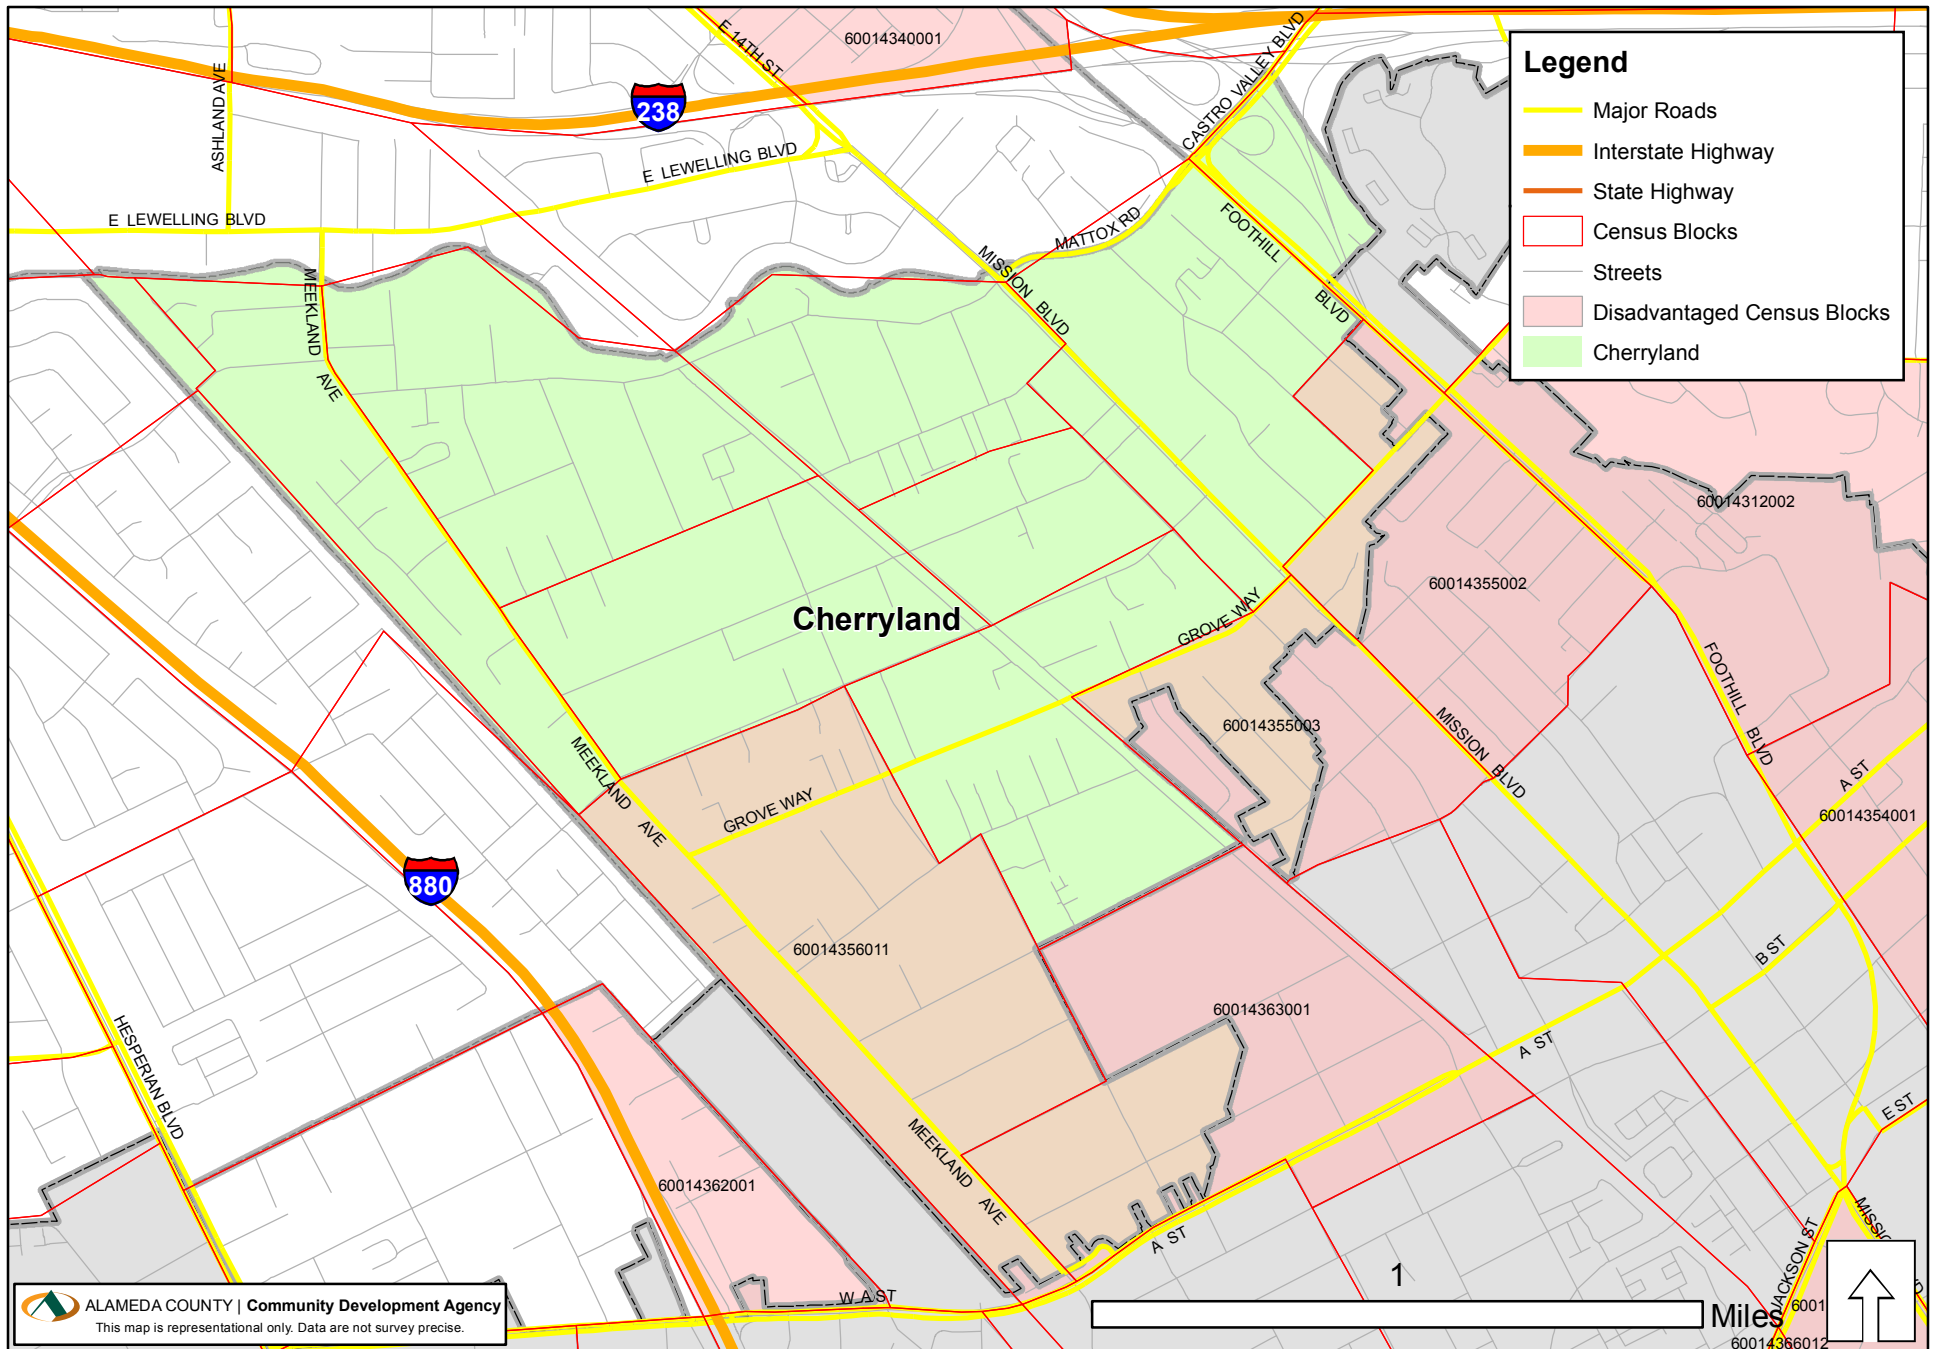 E 14TH ST
60014340001
CASTRO VALLEY BLVD
Legend
Major Roads
Interstate Highway
State Highway
Census Blocks
Streets
Disadvantaged Census Blocks
Cherryland
ASHLAND AVE
238
E LEWELLING BLVD
E LEWELLING BLVD
MATTOX RD
FOOTHILL
BLVD
MISSION BLVD
MEEKLAND
AVE
60014312002
60014355002
Cherryland
GROVE WAY
FOOTHILL BLVD
60014355003
MISSION BLVD
MEEKLAND AVE
GROVE WAY
A ST
60014354001
880
60014356011
B ST
60014363001
A ST
HESPERIAN BLVD
E ST
MEEKLAND AVE
60014362001
A ST
JACKSON ST
W A ST
1
Miles
6001
60014366012
ALAMEDA COUNTY | Community Development Agency
This map is representational only. Data are not survey precise.